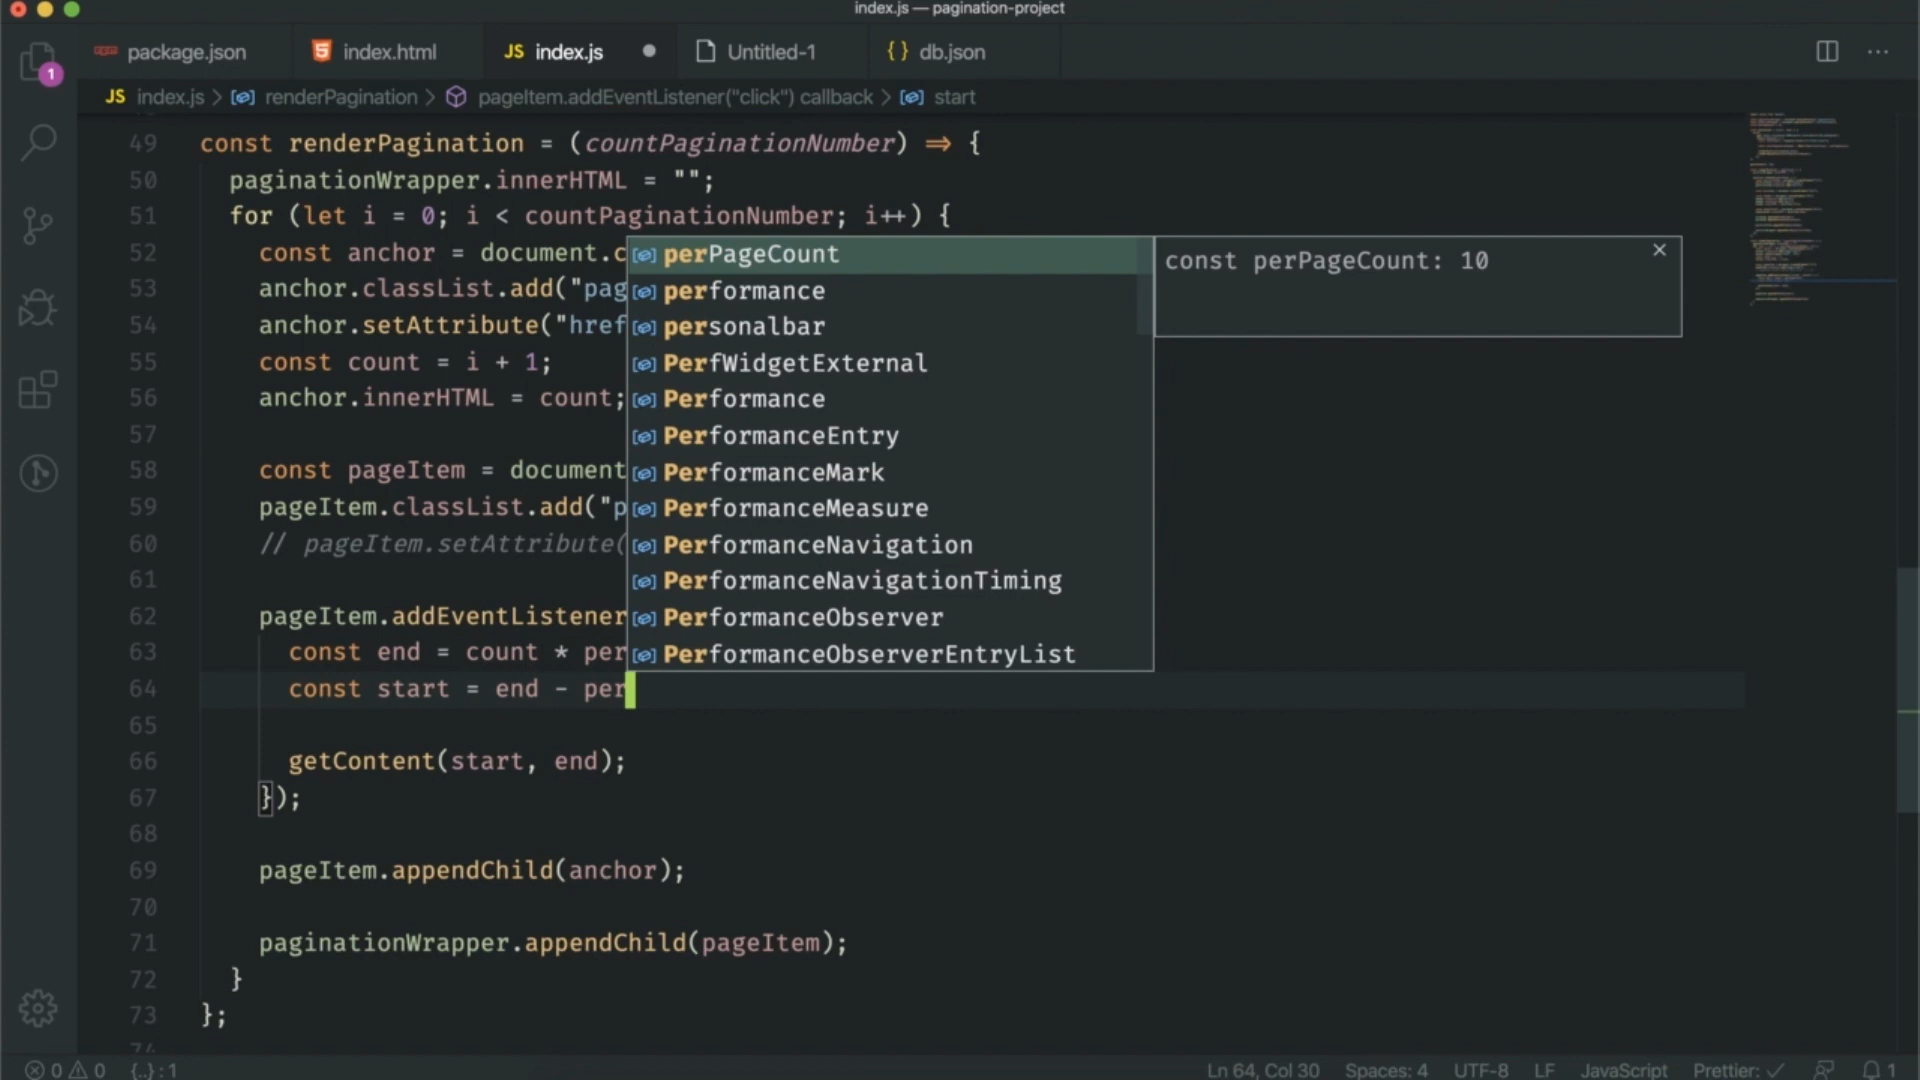 index.js — pagination-project
package.json
index.html
JS index.js
Untitled-1
{ } db.json
1
JS index.js > renderPagination > pageItem.addEventListener("click") callback > start
49 const renderPagination = (countPaginationNumber) => {
50 paginationWrapper.innerHTML = "";
51 for (let i = 0; i < countPaginationNumber; i++) {
52 const anchor = document.c
53 anchor.classList.add("pag
54 anchor.setAttribute("href
55 const count = i + 1;
56 anchor.innerHTML = count;
57
58 const pageItem = document
59 pageItem.classList.add("p
60 // pageItem.setAttribute(
61
62 pageItem.addEventListener
63 const end = count * per
64 const start = end - per
65
66 getContent(start, end);
67 });
68
69 pageItem.appendChild(anchor);
70
71 paginationWrapper.appendChild(pageItem);
72 }
73 };
74
perPageCount
performance
personalbar
PerfWidgetExternal
Performance
PerformanceEntry
PerformanceMark
PerformanceMeasure
PerformanceNavigation
PerformanceNavigationTiming
PerformanceObserver
PerformanceObserverEntryList
const perPageCount: 10
0 0 {..} : 1
Ln 64, Col 30 Spaces: 4 UTF-8 LF JavaScript Prettier: ✓ 1